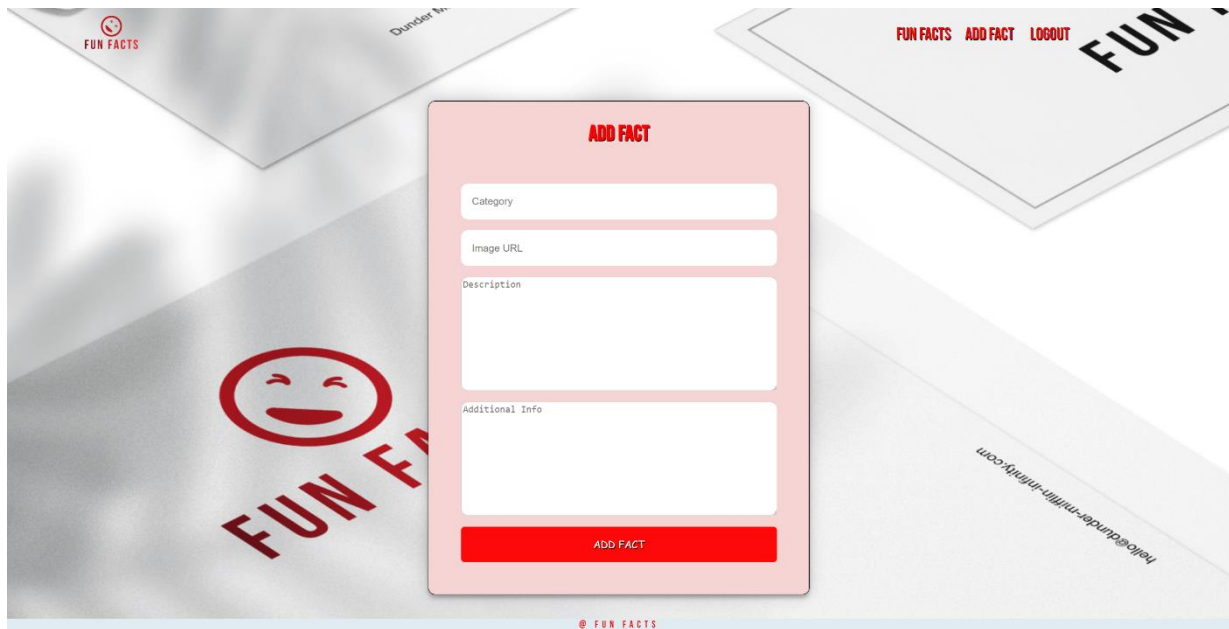 FUN FACTS
Dunder M
FUN FACTS ADD FACT LOGOUT
FUN
ADD FACT
Category
Image URL
Description
Additional Info
FUN FA
hello@dunder-mifflin-infinity.com
ADD FACT
@ FUN FACTS